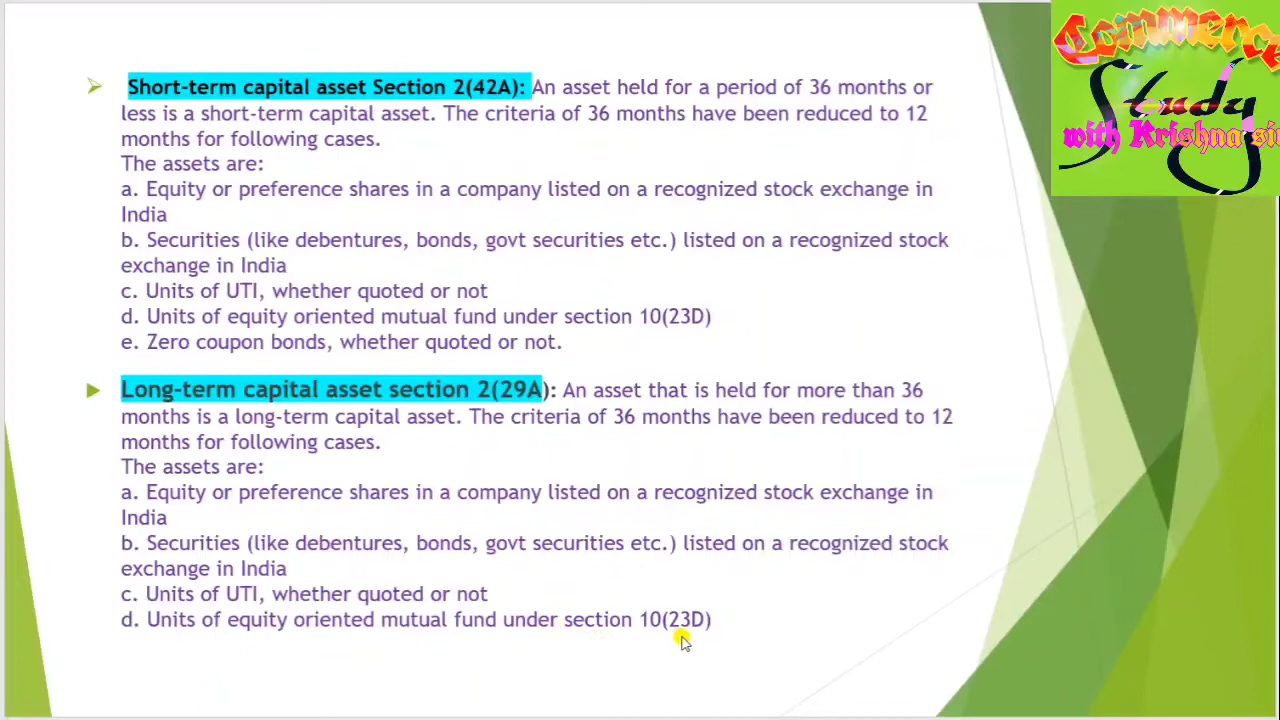 Commerce
Study
with Krishna si
Short-term capital asset Section 2(42A): An asset held for a period of 36 months or
less is a short-term capital asset. The criteria of 36 months have been reduced to 12
months for following cases.
The assets are:
a. Equity or preference shares in a company listed on a recognized stock exchange in
India
b. Securities (like debentures, bonds, govt securities etc.) listed on a recognized stock
exchange in India
c. Units of UTI, whether quoted or not
d. Units of equity oriented mutual fund under section 10(23D)
e. Zero coupon bonds, whether quoted or not.
Long-term capital asset section 2(29A): An asset that is held for more than 36
months is a long-term capital asset. The criteria of 36 months have been reduced to 12
months for following cases.
The assets are:
a. Equity or preference shares in a company listed on a recognized stock exchange in
India
b. Securities (like debentures, bonds, govt securities etc.) listed on a recognized stock
exchange in India
c. Units of UTI, whether quoted or not
d. Units of equity oriented mutual fund under section 10(23D)